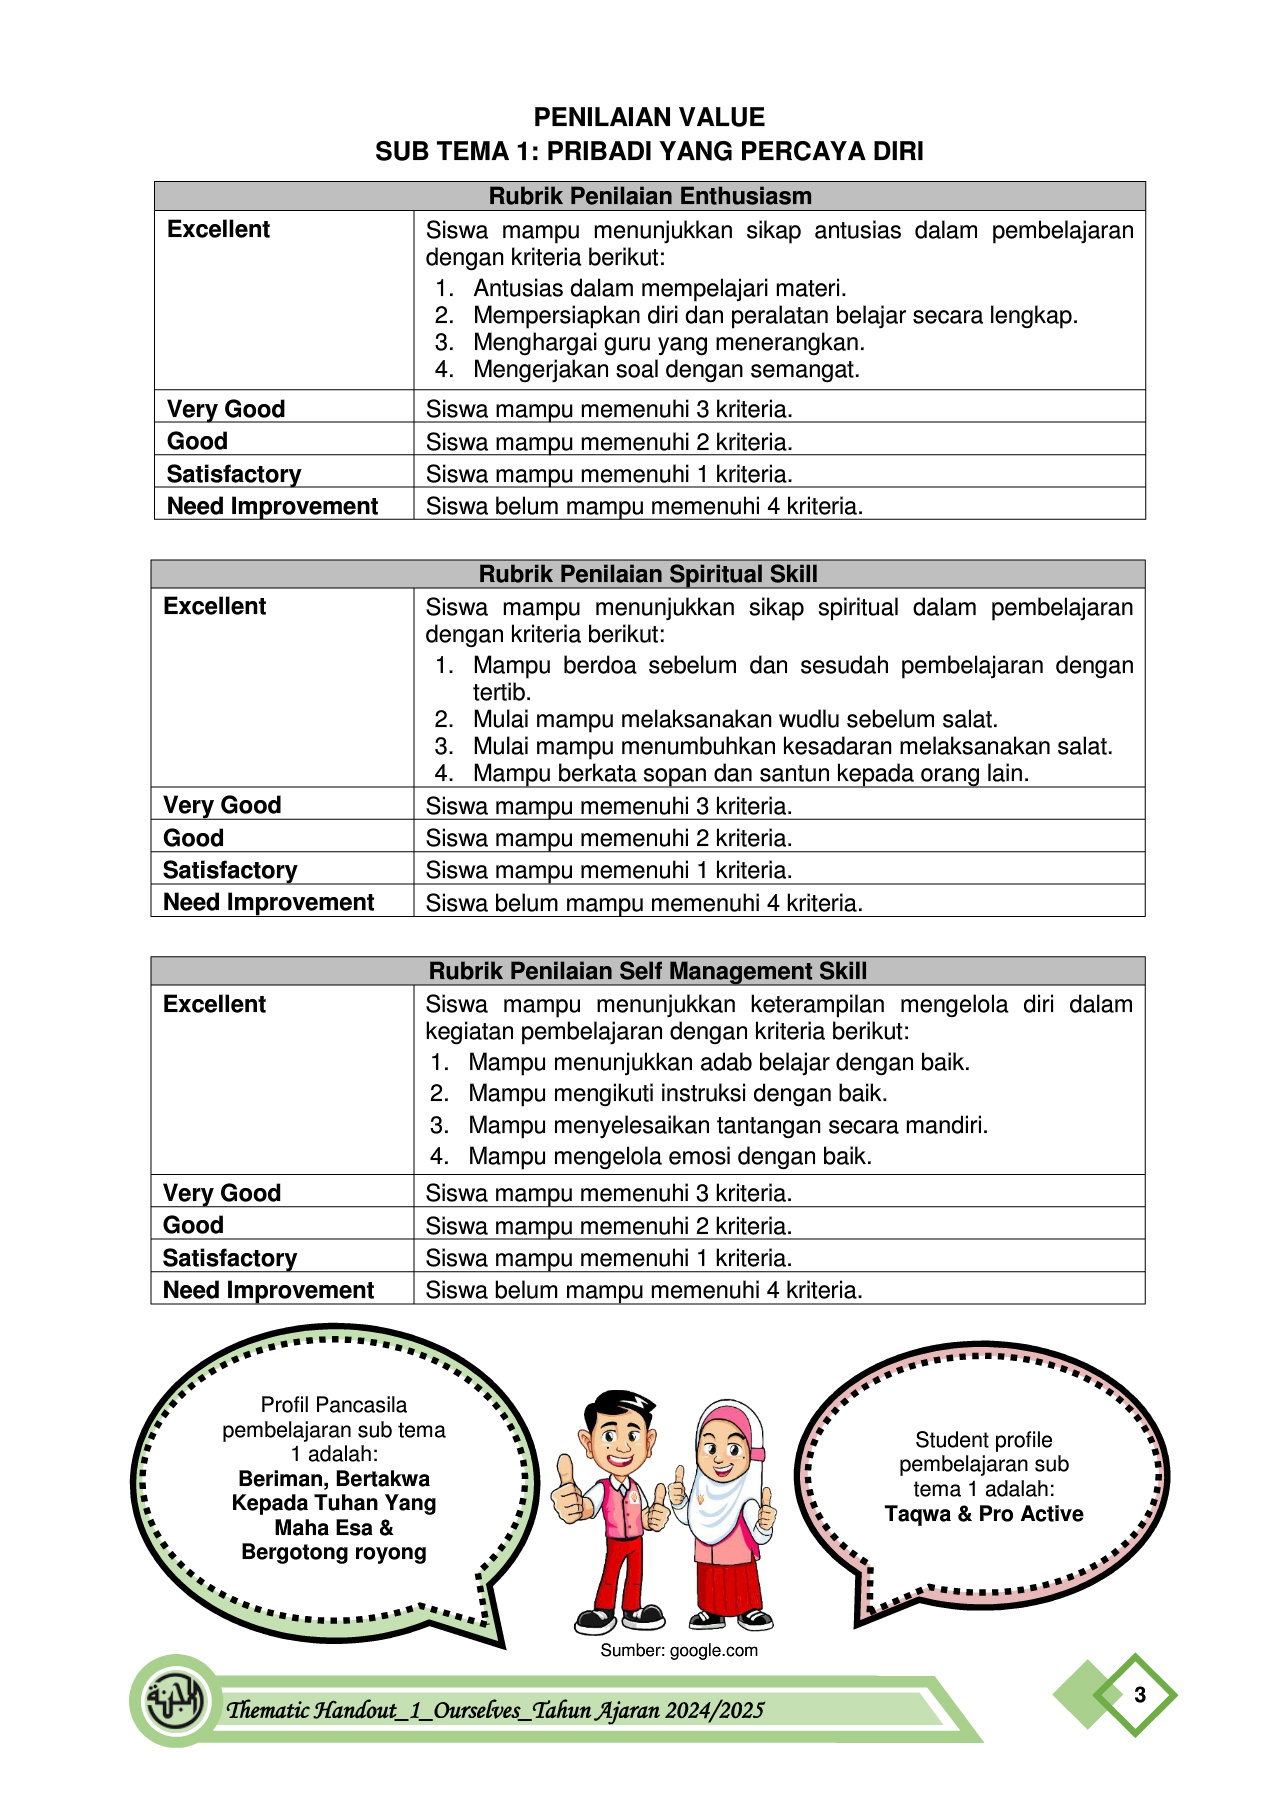 PENILAIAN VALUE
SUB TEMA 1: PRIBADI YANG PERCAYA DIRI
Rubrik Penilaian Enthusiasm
Excellent
Siswa mampu menunjukkan sikap antusias dalam pembelajaran
dengan kriteria berikut:
1. Antusias dalam mempelajari materi.
2. Mempersiapkan diri dan peralatan belajar secara lengkap.
3. Menghargai guru yang menerangkan.
4. Mengerjakan soal dengan semangat.
Very Good Siswa mampu memenuhi 3 kriteria.
Good Siswa mampu memenuhi 2 kriteria.
Satisfactory Siswa mampu memenuhi 1 kriteria.
Need Improvement Siswa belum mampu memenuhi 4 kriteria.
Rubrik Penilaian Spiritual Skill
Excellent
Siswa mampu menunjukkan sikap spiritual dalam pembelajaran
dengan kriteria berikut:
1. Mampu berdoa sebelum dan sesudah pembelajaran dengan
tertib.
2. Mulai mampu melaksanakan wudlu sebelum salat.
3. Mulai mampu menumbuhkan kesadaran melaksanakan salat.
4. Mampu berkata sopan dan santun kepada orang lain.
Very Good Siswa mampu memenuhi 3 kriteria.
Good Siswa mampu memenuhi 2 kriteria.
Satisfactory Siswa mampu memenuhi 1 kriteria.
Need Improvement Siswa belum mampu memenuhi 4 kriteria.
Rubrik Penilaian Self Management Skill
Excellent
Siswa mampu menunjukkan keterampilan mengelola diri dalam
kegiatan pembelajaran dengan kriteria berikut:
1. Mampu menunjukkan adab belajar dengan baik.
2. Mampu mengikuti instruksi dengan baik.
3. Mampu menyelesaikan tantangan secara mandiri.
4. Mampu mengelola emosi dengan baik.
Very Good Siswa mampu memenuhi 3 kriteria.
Good Siswa mampu memenuhi 2 kriteria.
Satisfactory Siswa mampu memenuhi 1 kriteria.
Need Improvement Siswa belum mampu memenuhi 4 kriteria.
Profil Pancasila
pembelajaran sub tema
1 adalah:
Beriman, Bertakwa
Kepada Tuhan Yang
Maha Esa &
Bergotong royong
Student profile
pembelajaran sub
tema 1 adalah:
Taqwa & Pro Active
Sumber: google.com
Thematic Handout_1_Ourselves_Tahun Ajaran 2024/2025
3